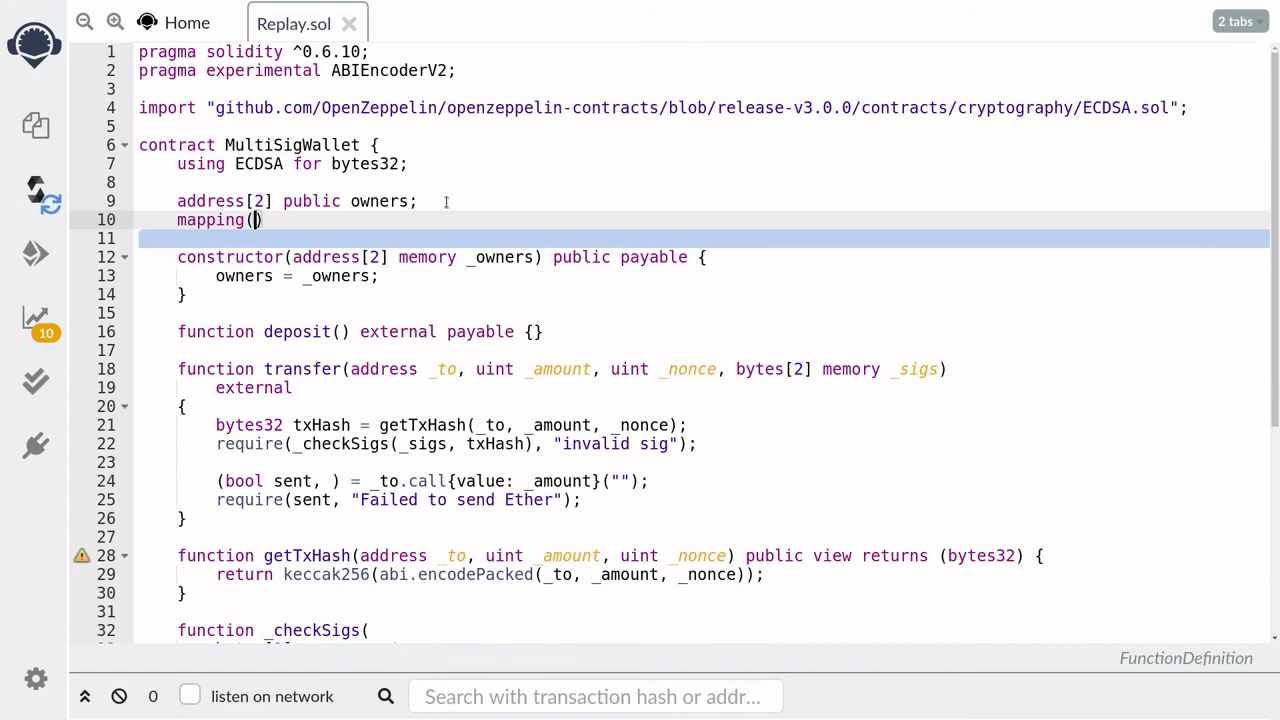 Home
Replay.sol
2 tabs
1 pragma solidity ^0.6.10;
2 pragma experimental ABIEncoderV2;
3
4 import "github.com/OpenZeppelin/openzeppelin-contracts/blob/release-v3.0.0/contracts/cryptography/ECDSA.sol";
5
6 contract MultiSigWallet {
7 using ECDSA for bytes32;
8
9 address[2] public owners;
10 mapping()
11
12 constructor(address[2] memory _owners) public payable {
13 owners = _owners;
14 }
15
16 function deposit() external payable {}
17
18 function transfer(address _to, uint _amount, uint _nonce, bytes[2] memory _sigs)
19 external
20 {
21 bytes32 txHash = getTxHash(_to, _amount, _nonce);
22 require(_checkSigs(_sigs, txHash), "invalid sig");
23
24 (bool sent, ) = _to.call{value: _amount}("");
25 require(sent, "Failed to send Ether");
26 }
27
28 function getTxHash(address _to, uint _amount, uint _nonce) public view returns (bytes32) {
29 return keccak256(abi.encodePacked(_to, _amount, _nonce));
30 }
31
32 function _checkSigs(
10
FunctionDefinition
0
listen on network
Search with transaction hash or addr...